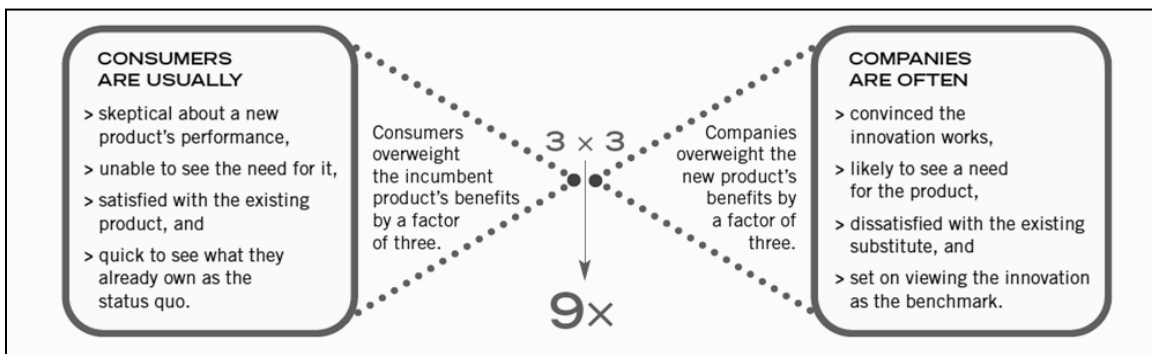 CONSUMERS
ARE USUALLY
> skeptical about a new
product's performance,
> unable to see the need for it,
> satisfied with the existing
product, and
> quick to see what they
already own as the
status quo.
Consumers
overweight
the incumbent
product's benefits
by a factor
of three.
3 × 3
9×
Companies
overweight the
new product's
benefits by
a factor of
three.
COMPANIES
ARE OFTEN
> convinced the
innovation works,
> likely to see a need
for the product,
> dissatisfied with the existing
substitute, and
> set on viewing the innovation
as the benchmark.